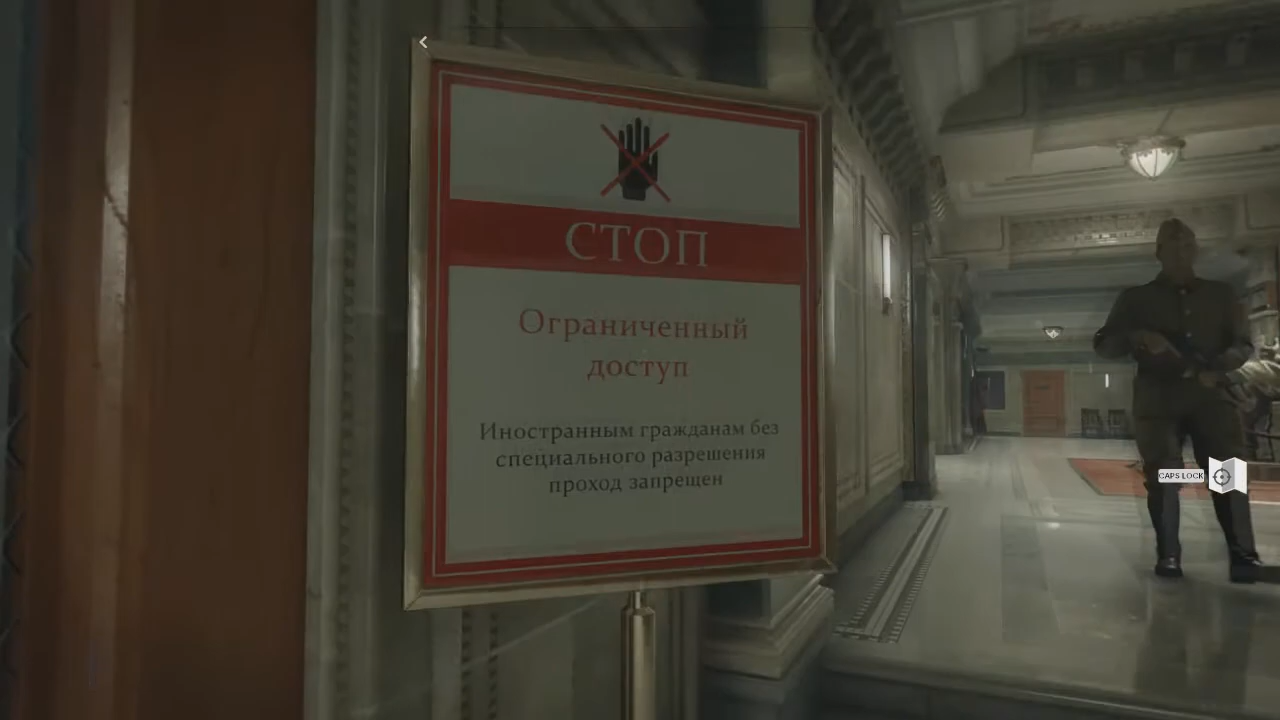 СТОП
Ограниченный
доступ
Иностранным гражданам без
специального разрешения
проход запрещен
CAPS LOCK